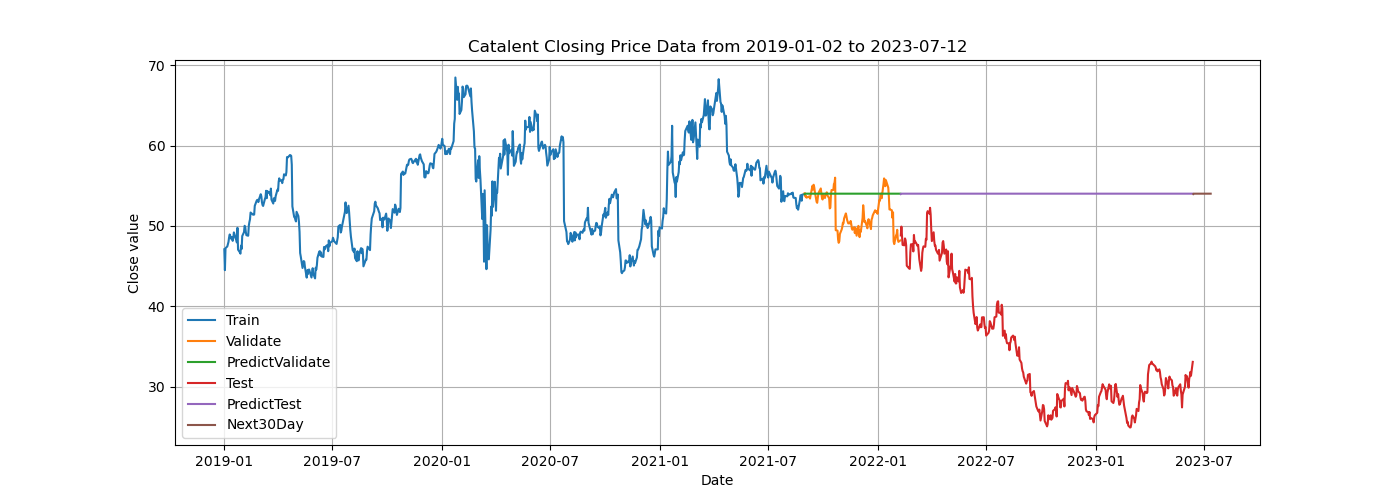 Catalent Closing Price Data from 2019-01-02 to 2023-07-12
Close value
70
60
50
40
30
Train
Validate
PredictValidate
Test
PredictTest
Next30Day
2019-01 2019-07 2020-01 2020-07 2021-01 2021-07 2022-01 2022-07 2023-01 2023-07
Date